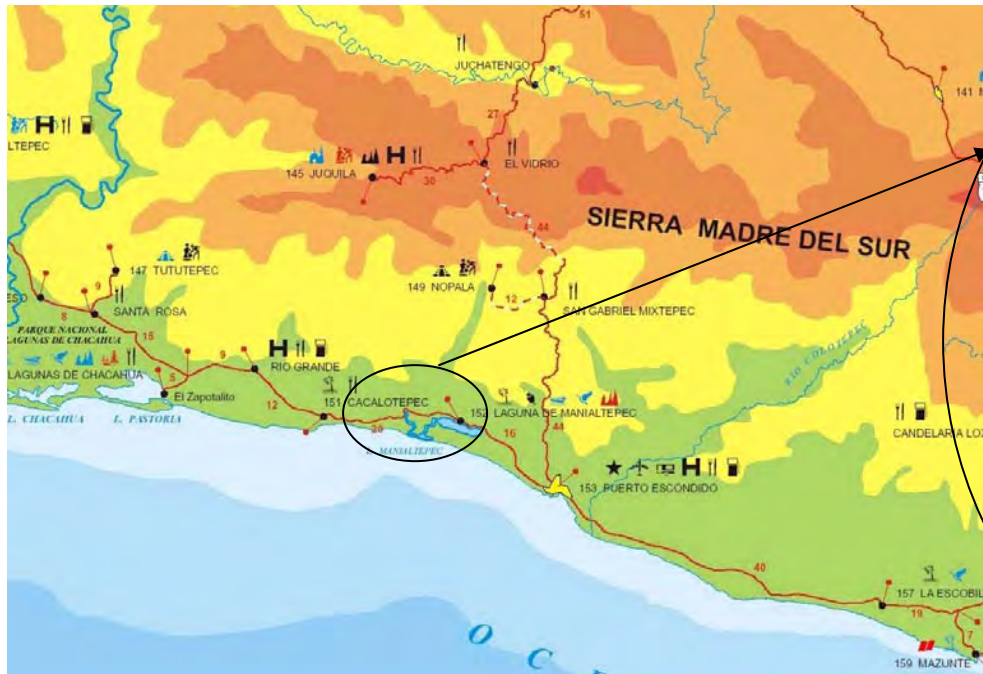 51
JUCHATENGO
141
LTEPEC
27
145 JUQUILA
EL VIDRIO
30
44
SIERRA MADRE DEL SUR
147 TUTUTEPEC
9
149 NOPALA
12
SAN GABRIEL MIXTEPEC
ESO
8
SANTA ROSA
PARQUE NACIONAL
LAGUNAS DE CHACAHUA
15
RIO COLOTEPEC
LAGUNAS DE CHACAHUA
9
RIO GRANDE
5
El Zapotalito
12
151 CACALOTEPEC
152 LAGUNA DE MANIALTEPEC
L. CHACAHUA
L. PASTORIA
16
44
MANIALTEPEC
CANDELARIA LOX
153 PUERTO ESCONDIDO
40
157 LA ESCOBIL
19
7
O C
159 MAZUNTE